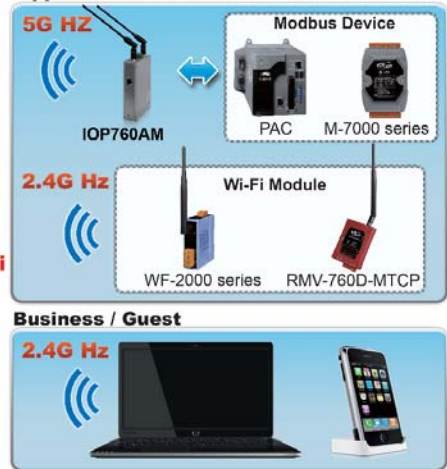 5G HZ
Modbus Device
IOP760AM
PAC M-7000 series
2.4G Hz
Wi-Fi Module
i
WF-2000 series RMV-760D-MTCP
Business / Guest
2.4G Hz